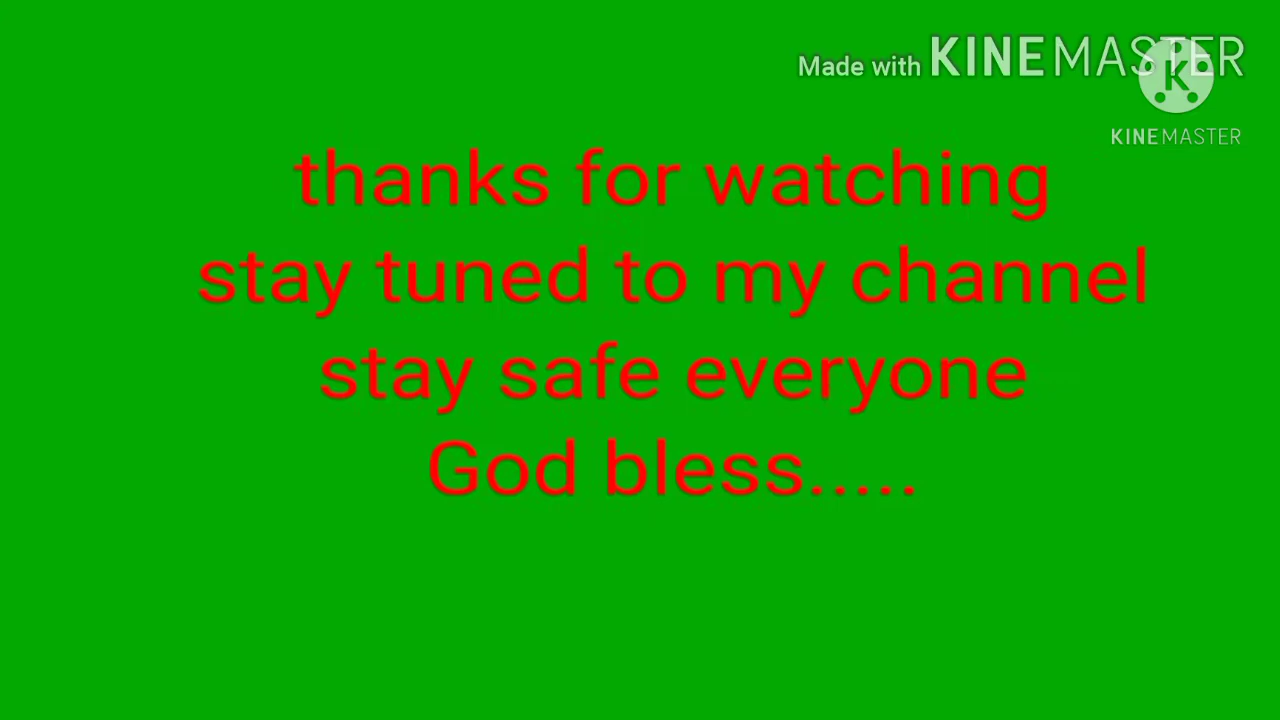 Made with KINEMASTER
K
KINEMASTER
thanks for watching
stay tuned to my channel
stay safe everyone
God bless.....